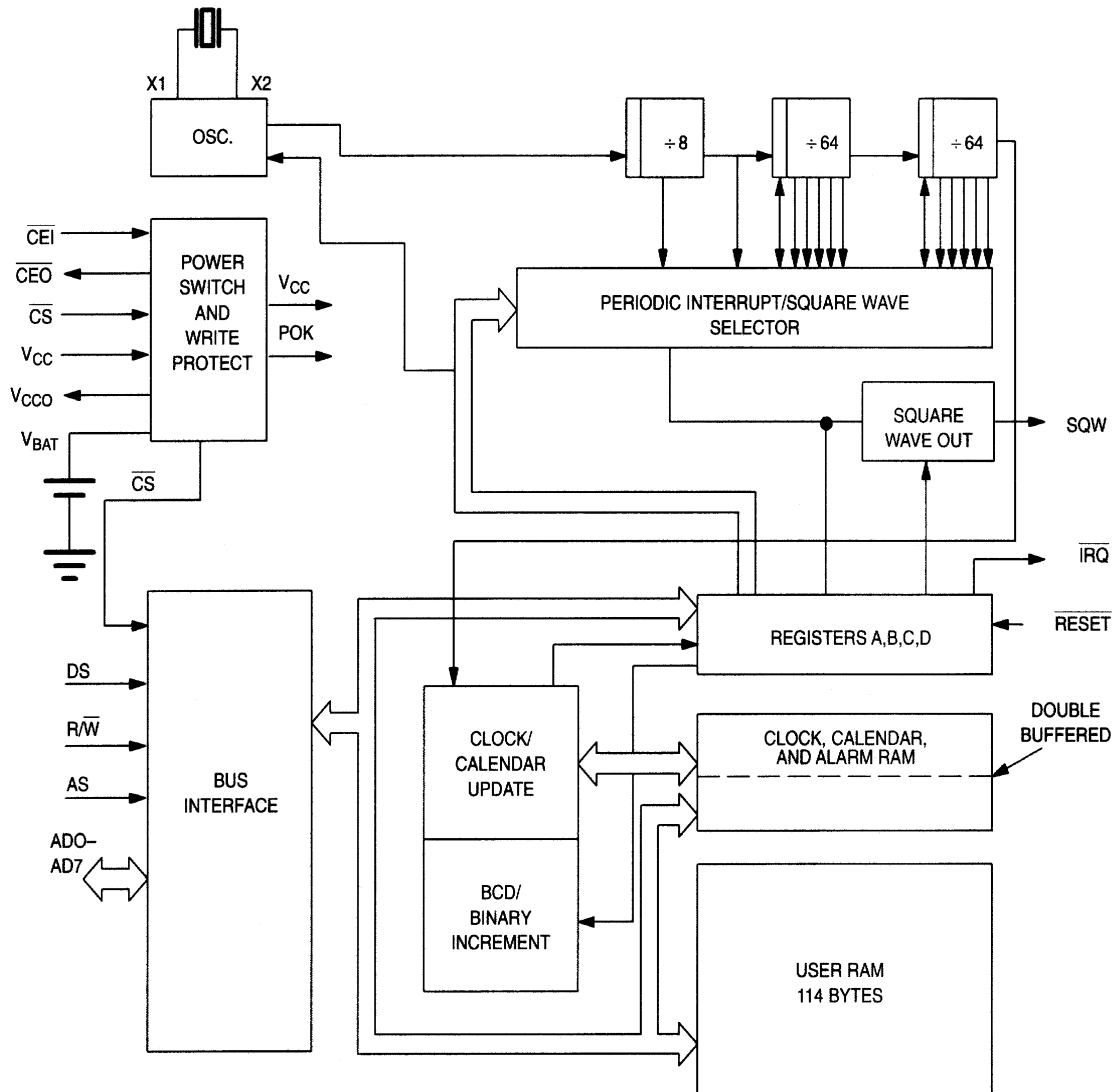 X1 X2
OSC.
÷8
÷64
÷64
CEI
CEO
CS
VCC
VCCO
VBAT
POWER
SWITCH
AND
WRITE
PROTECT
VCC
POK
CS
PERIODIC INTERRUPT/SQUARE WAVE
SELECTOR
SQUARE
WAVE OUT
SQW
IRQ
RESET
REGISTERS A,B,C,D
DS
R/W
AS
ADO–
AD7
BUS
INTERFACE
CLOCK/
CALENDAR
UPDATE
BCD/
BINARY
INCREMENT
CLOCK, CALENDAR,
AND ALARM RAM
DOUBLE
BUFFERED
USER RAM
114 BYTES